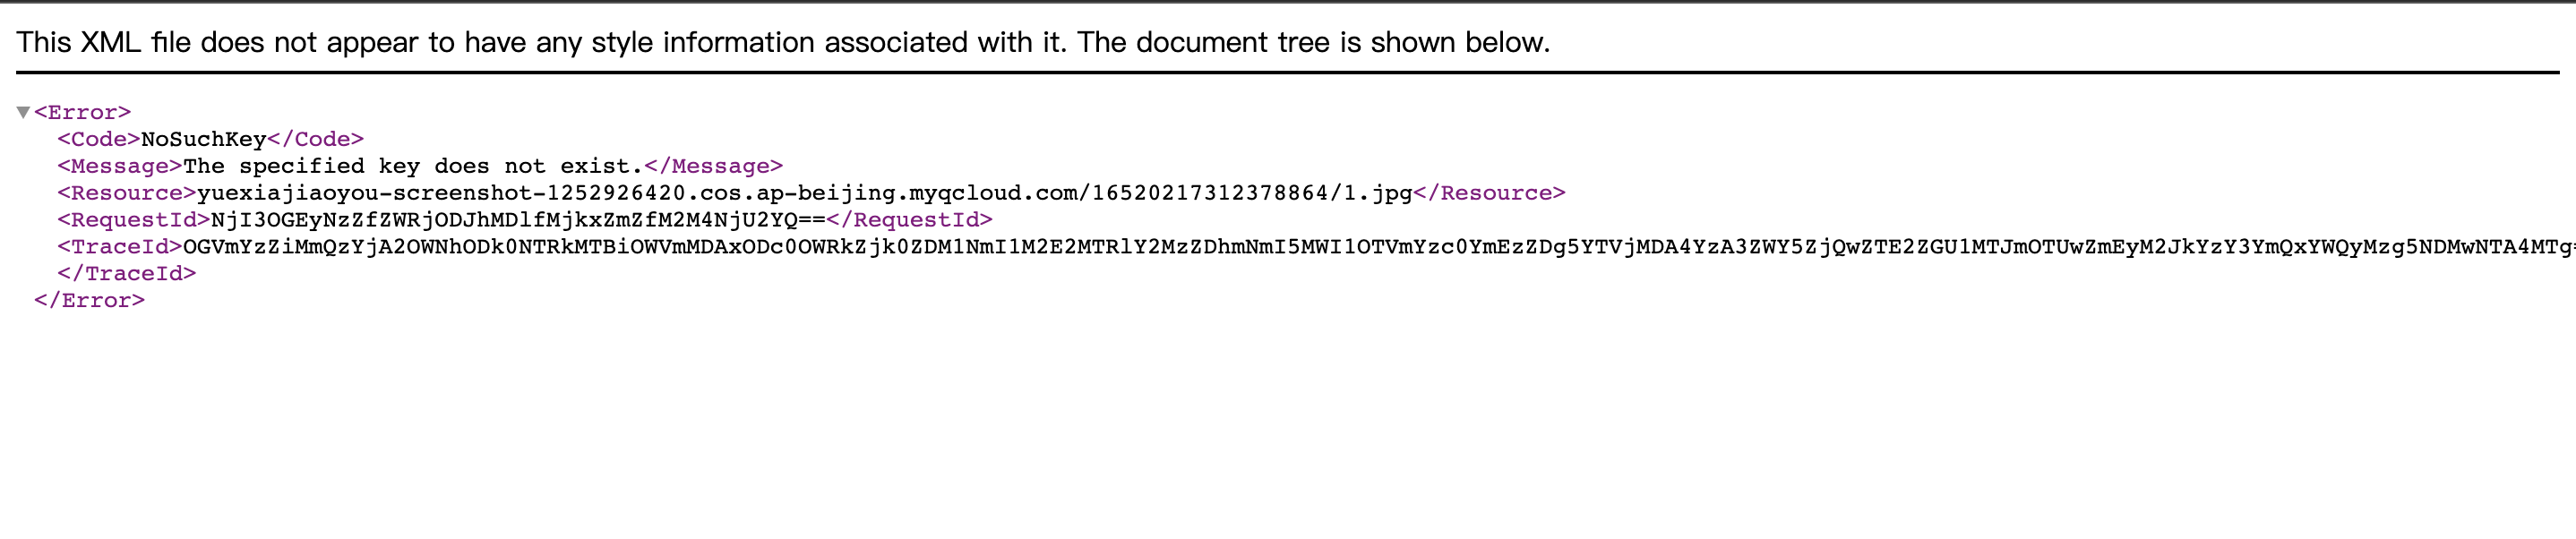 This XML file does not appear to have any style information associated with it. The document tree is shown below.
▼<Error>
<Code>NoSuchKey</Code>
<Message>The specified key does not exist.</Message>
<Resource>yuexiajiaoyou-screenshot-1252926420.cos.ap-beijing.myqcloud.com/16520217312378864/1.jpg</Resource>
<RequestId>NjI3OGEyNzZfZWRjODJhMDlfMjkxZmZfM2M4NjU2YQ==</RequestId>
<TraceId>OGVmYzZiMmQzYjA2OWNhODk0NTRkMTBiOWVmMDAxODc0OWRkZjk0ZDM1NmI1M2E2MTRlY2MzZDhmNmI5MWI1OTVmYzc0YmEzZDg5YTVjMDA4YzA3ZWY5ZjQwZTE2ZGU1MTJmOTUwZmEyM2JkYzY3YmQxYWQyMzg5NDMwNTA4MTg=
</TraceId>
</Error>